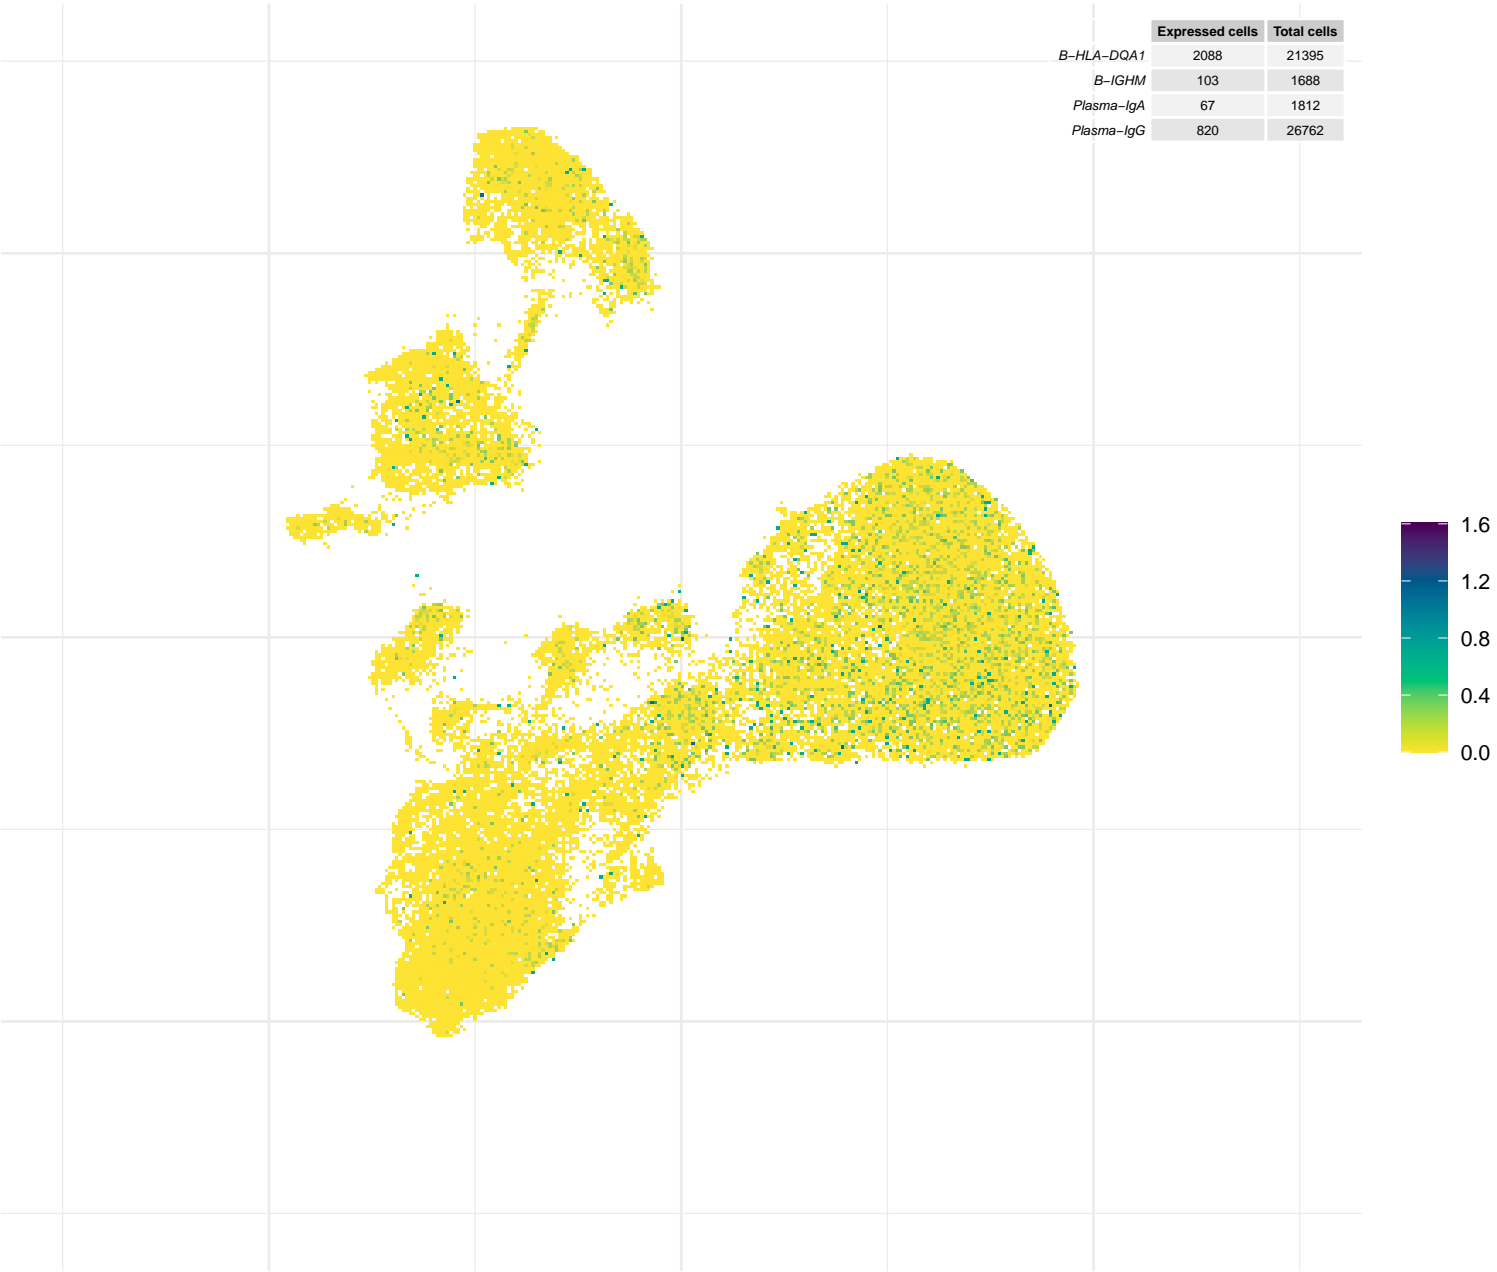 Expressed cells Total cells
B−HLA−DQA1 2088 21395
B−IGHM 103 1688
Plasma−IgA 67 1812
Plasma−IgG 820 26762
1.6
1.2
0.8
0.4
0.0